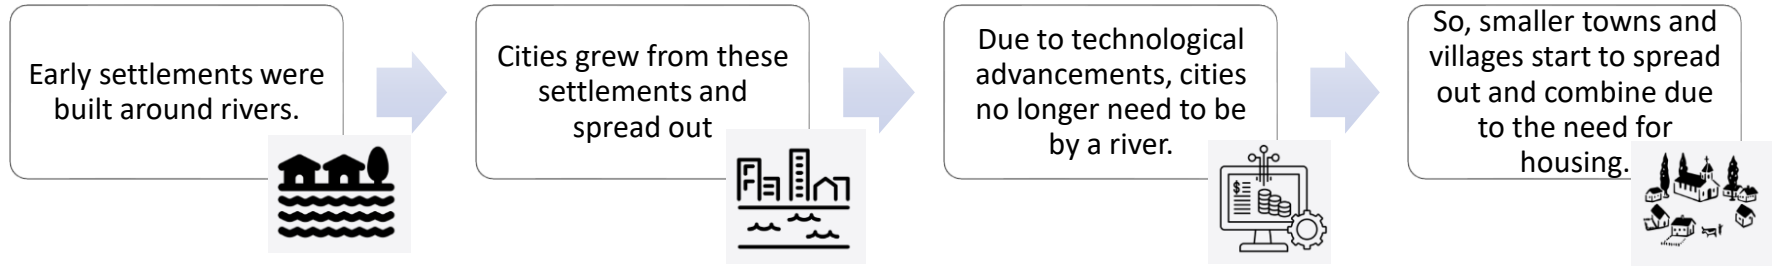 Early settlements were
built around rivers.
Cities grew from these
settlements and
spread out
Due to technological
advancements, cities
no longer need to be
by a river.
So, smaller towns and
villages start to spread
out and combine due
to the need for
housing.
$